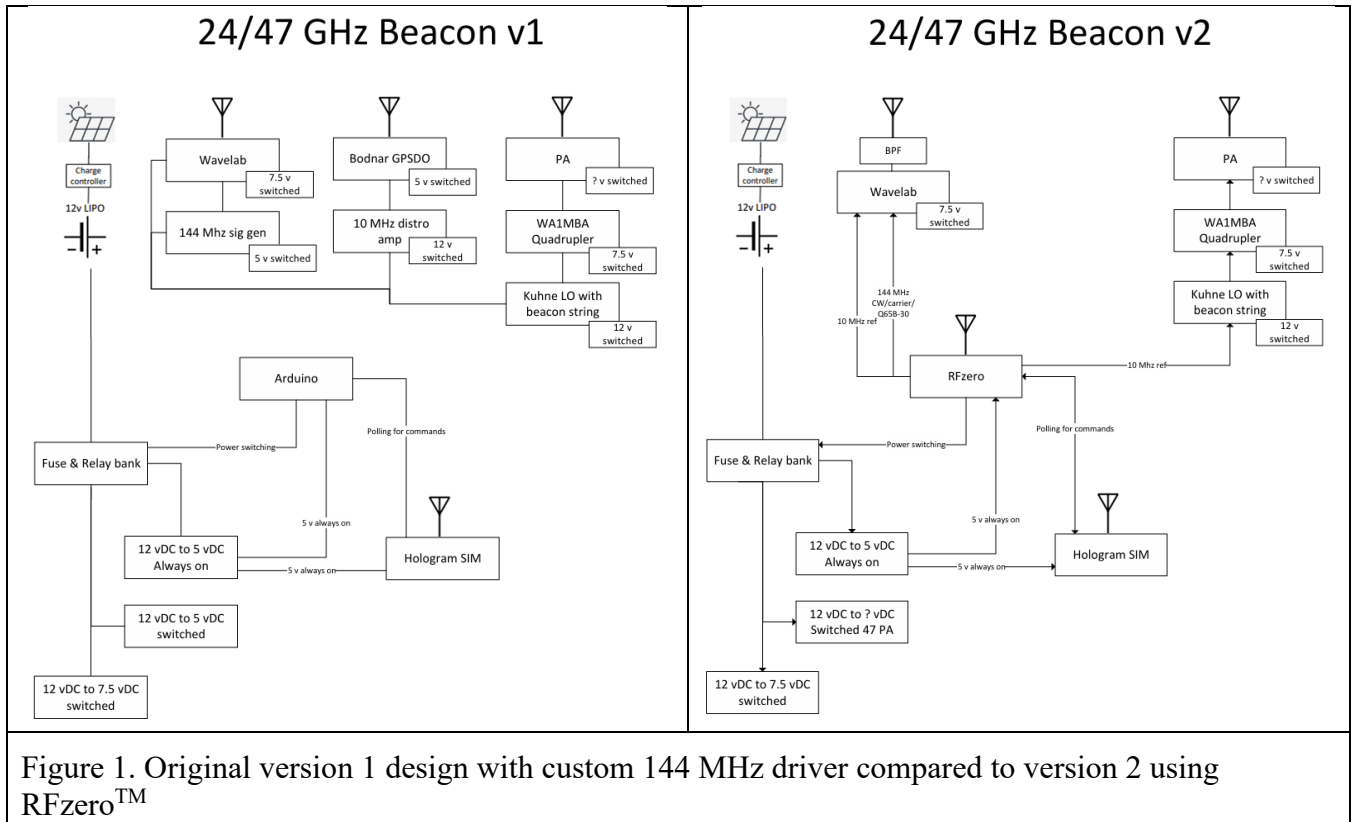 24/47 GHz Beacon v1
Charge
controller
12v LIPO
Wavelab
7.5 v
switched
144 Mhz sig gen
5 v switched
Bodnar GPSDO
5 v switched
10 MHz distro
amp
12 v
switched
PA
? v switched
WA1MBA
Quadrupler
7.5 v
switched
Kuhne LO with
beacon string
12 v
switched
Arduino
Power switching
Polling for commands
Fuse & Relay bank
5 v always on
12 vDC to 5 vDC
Always on
5 v always on
Hologram SIM
12 vDC to 5 vDC
switched
12 vDC to 7.5 vDC
switched
24/47 GHz Beacon v2
Charge
controller
12v LIPO
BPF
Wavelab
7.5 v
switched
10 MHz ref
144 MHz
CW/carrier/
Q65B-30
PA
? v switched
WA1MBA
Quadrupler
7.5 v
switched
Kuhne LO with
beacon string
12 v
switched
RFzero
10 Mhz ref
Power switching
Polling for commands
Fuse & Relay bank
5 v always on
12 vDC to 5 vDC
Always on
5 v always on
Hologram SIM
12 vDC to ? vDC
Switched 47 PA
12 vDC to 7.5 vDC
switched
Figure 1. Original version 1 design with custom 144 MHz driver compared to version 2 using
RFzero™